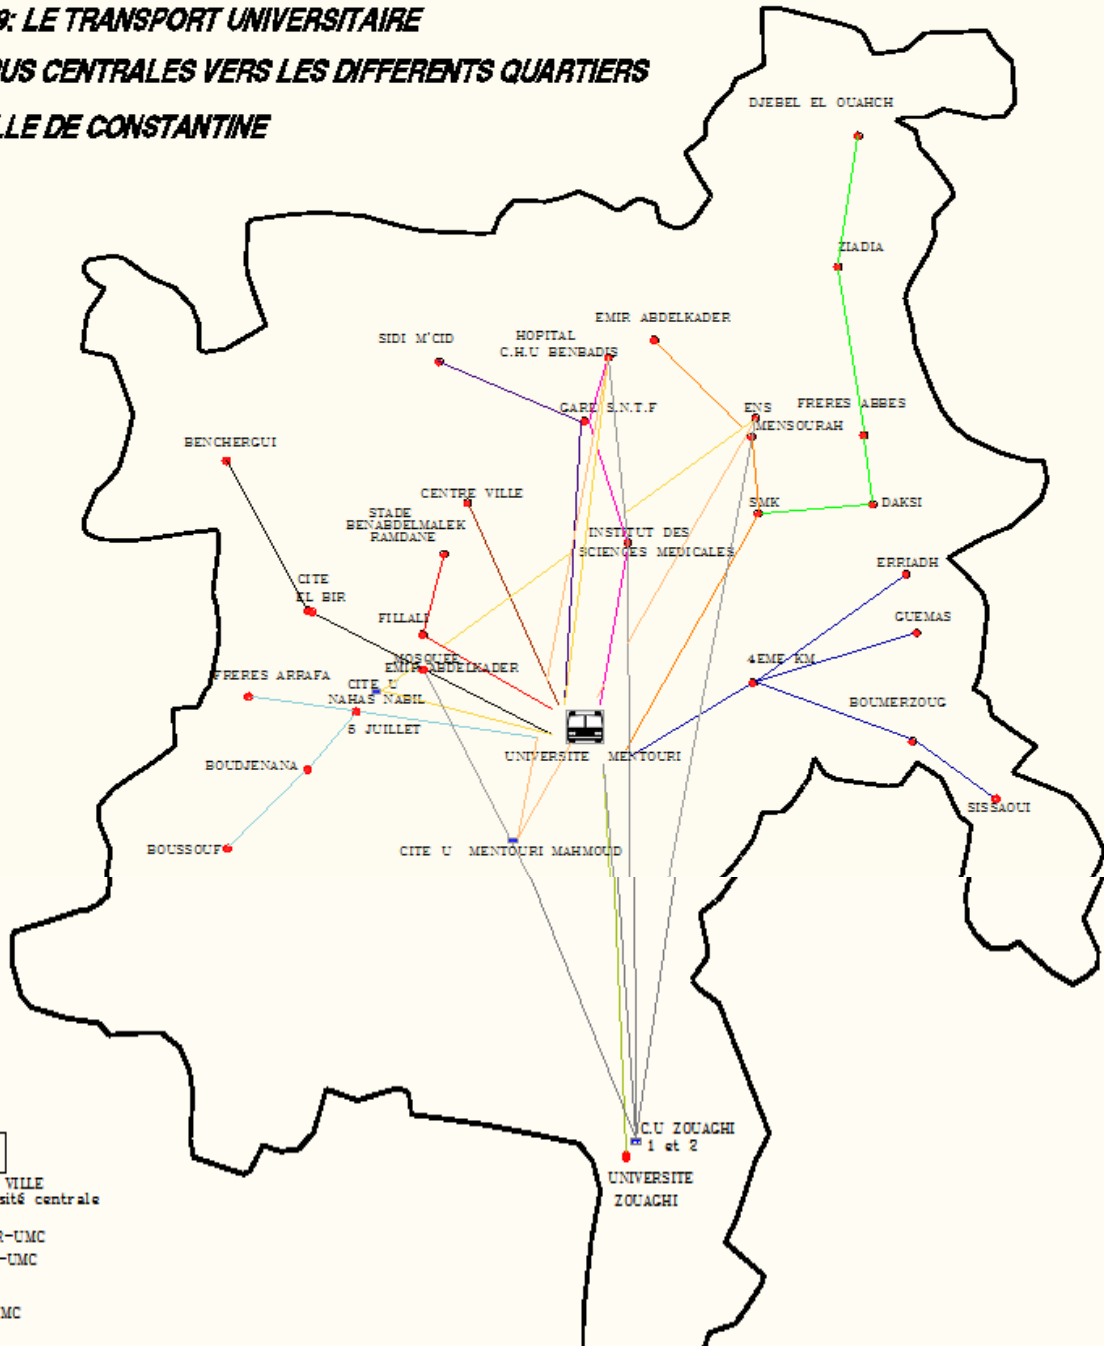 9: LE TRANSPORT UNIVERSITAIRE
PUS CENTRALES VERS LES DIFFERENTS QUARTIERS
LLE DE CONSTANTINE
DJEBEL EL OUAHCH
ZIADIA
EMIR ABDELKADER
HOPITAL
C.H.U BENBADIS
SIDI M'CID
GARE S.N.T.F
ENS
FRERES ABBES
MENSOURAH
BENCHERGUI
CENTRE VILLE
STADE
BENABDELMALEK
RAMDANE
SMK
DAKSI
INSTITUT DES
SCIENCES MEDICALES
ERRIADH
CITE
EL BIR
FILLALI
GUEMAS
MOSQUEE
EMIR ABDELKADER
4EME KM
FRERES ARRAFA
CITE U
NAHAS NABIL
BOUMERZOUG
5 JUILLET
UNIVERSITE MENTOURI
BOUDJENANA
SISSAOUI
BOUSSOUF
CITE U MENTOURI MAHMOUD
C.U ZOUAGHI
1 et 2
UNIVERSITE
ZOUAGHI
VILLE
sité centrale
R-UMC
-UMC
MC